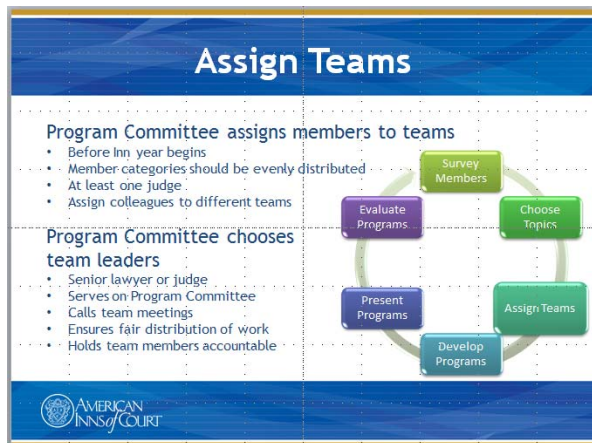 Assign Teams
Program Committee assigns members to teams
• Before Inn year begins
• Member categories should be evenly distributed
• At least one judge
• Assign colleagues to different teams
Program Committee chooses
team leaders
• Senior lawyer or judge
• Serves on Program Committee
• Calls team meetings
• Ensures fair distribution of work
• Holds team members accountable
Survey
Members
Choose
Topics
Assign Teams
Develop
Programs
Present
Programs
Evaluate
Programs
AMERICAN
INNS of COURT